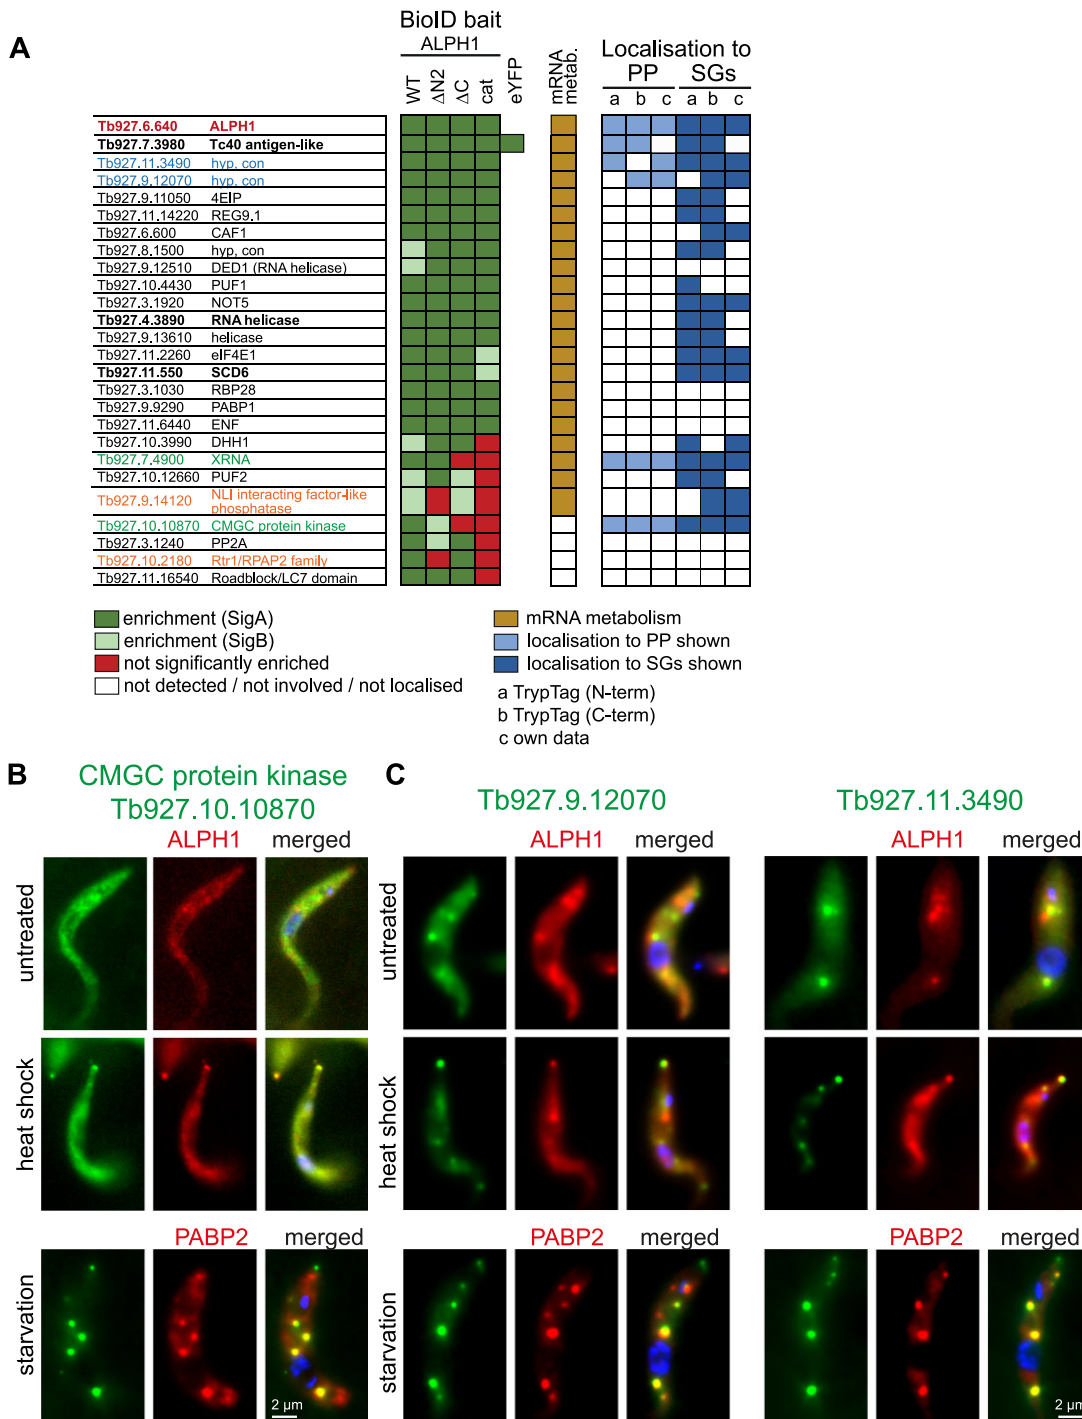 A
BioID bait
ALPH1
WT ΔN2 ΔC cat eYFP
mRNA metab.
Localisation to
PP SGs
a b c a b c
Tb927.6.640 ALPH1
Tb927.7.3980 Tc40 antigen-like
Tb927.11.3490 hyp, con
Tb927.9.12070 hyp, con
Tb927.9.11050 4EIP
Tb927.11.14220 REG9.1
Tb927.6.600 CAF1
Tb927.8.1500 hyp, con
Tb927.9.12510 DED1 (RNA helicase)
Tb927.10.4430 PUF1
Tb927.3.1920 NOT5
Tb927.4.3890 RNA helicase
Tb927.9.13610 helicase
Tb927.11.2260 eIF4E1
Tb927.11.550 SCD6
Tb927.3.1030 RBP28
Tb927.9.9290 PABP1
Tb927.11.6440 ENF
Tb927.10.3990 DHH1
Tb927.7.4900 XRNA
Tb927.10.12660 PUF2
Tb927.9.14120 NLI interacting factor-like
phosphatase
Tb927.10.10870 CMGC protein kinase
Tb927.3.1240 PP2A
Tb927.10.2180 Rtr1/RPAP2 family
Tb927.11.16540 Roadblock/LC7 domain
enrichment (SigA)
enrichment (SigB)
not significantly enriched
not detected / not involved / not localised
mRNA metabolism
localisation to PP shown
localisation to SGs shown
a TrypTag (N-term)
b TrypTag (C-term)
c own data
B
CMGC protein kinase
Tb927.10.10870
ALPH1 merged
untreated
heat shock
PABP2 merged
starvation
2 µm
C
Tb927.9.12070
ALPH1 merged
untreated
heat shock
PABP2 merged
starvation
Tb927.11.3490
ALPH1 merged
PABP2 merged
2 µm